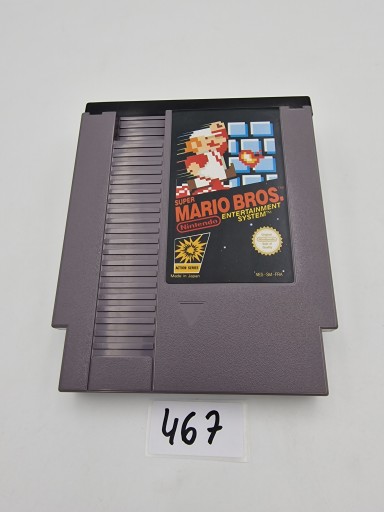 SUPER
MARIO BROS.
Nintendo
ENTERTAINMENT
SYSTEM™
ACTION SERIES
Made in Japan
467